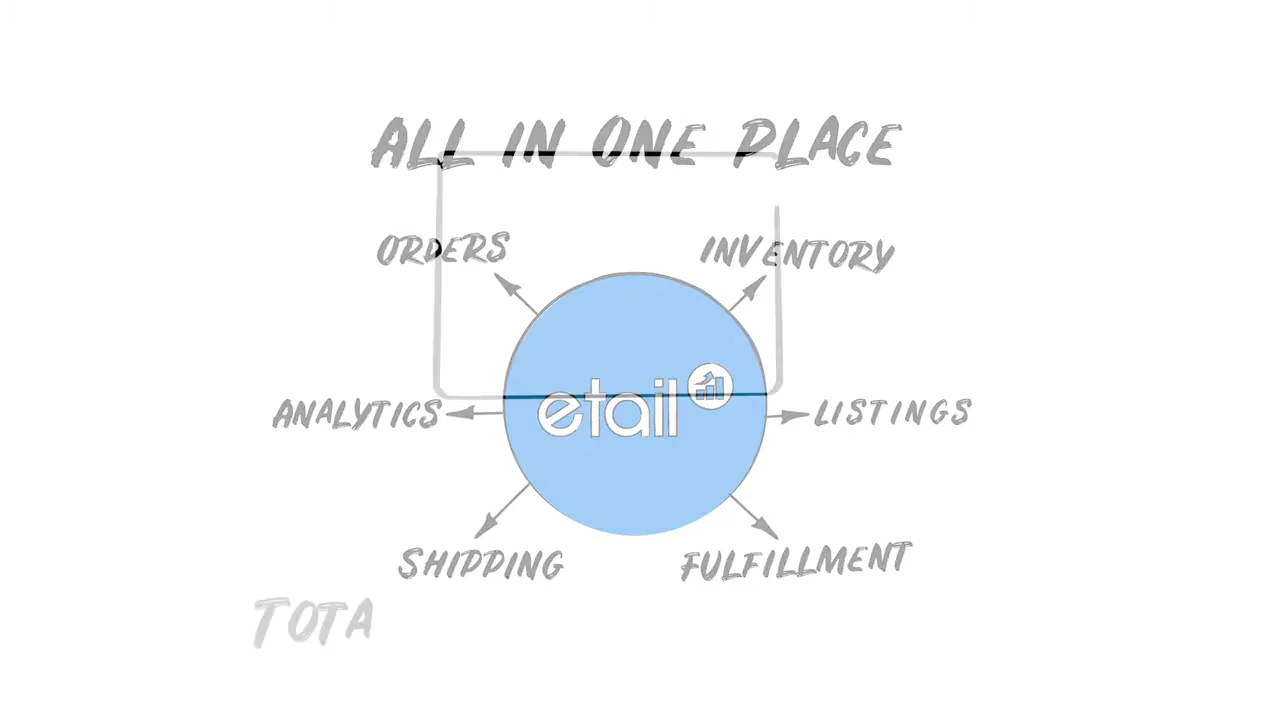 ALL IN ONE PLACE
ORDERS
INVENTORY
etail
ANALYTICS
LISTINGS
SHIPPING
FULFILLMENT
TOTA